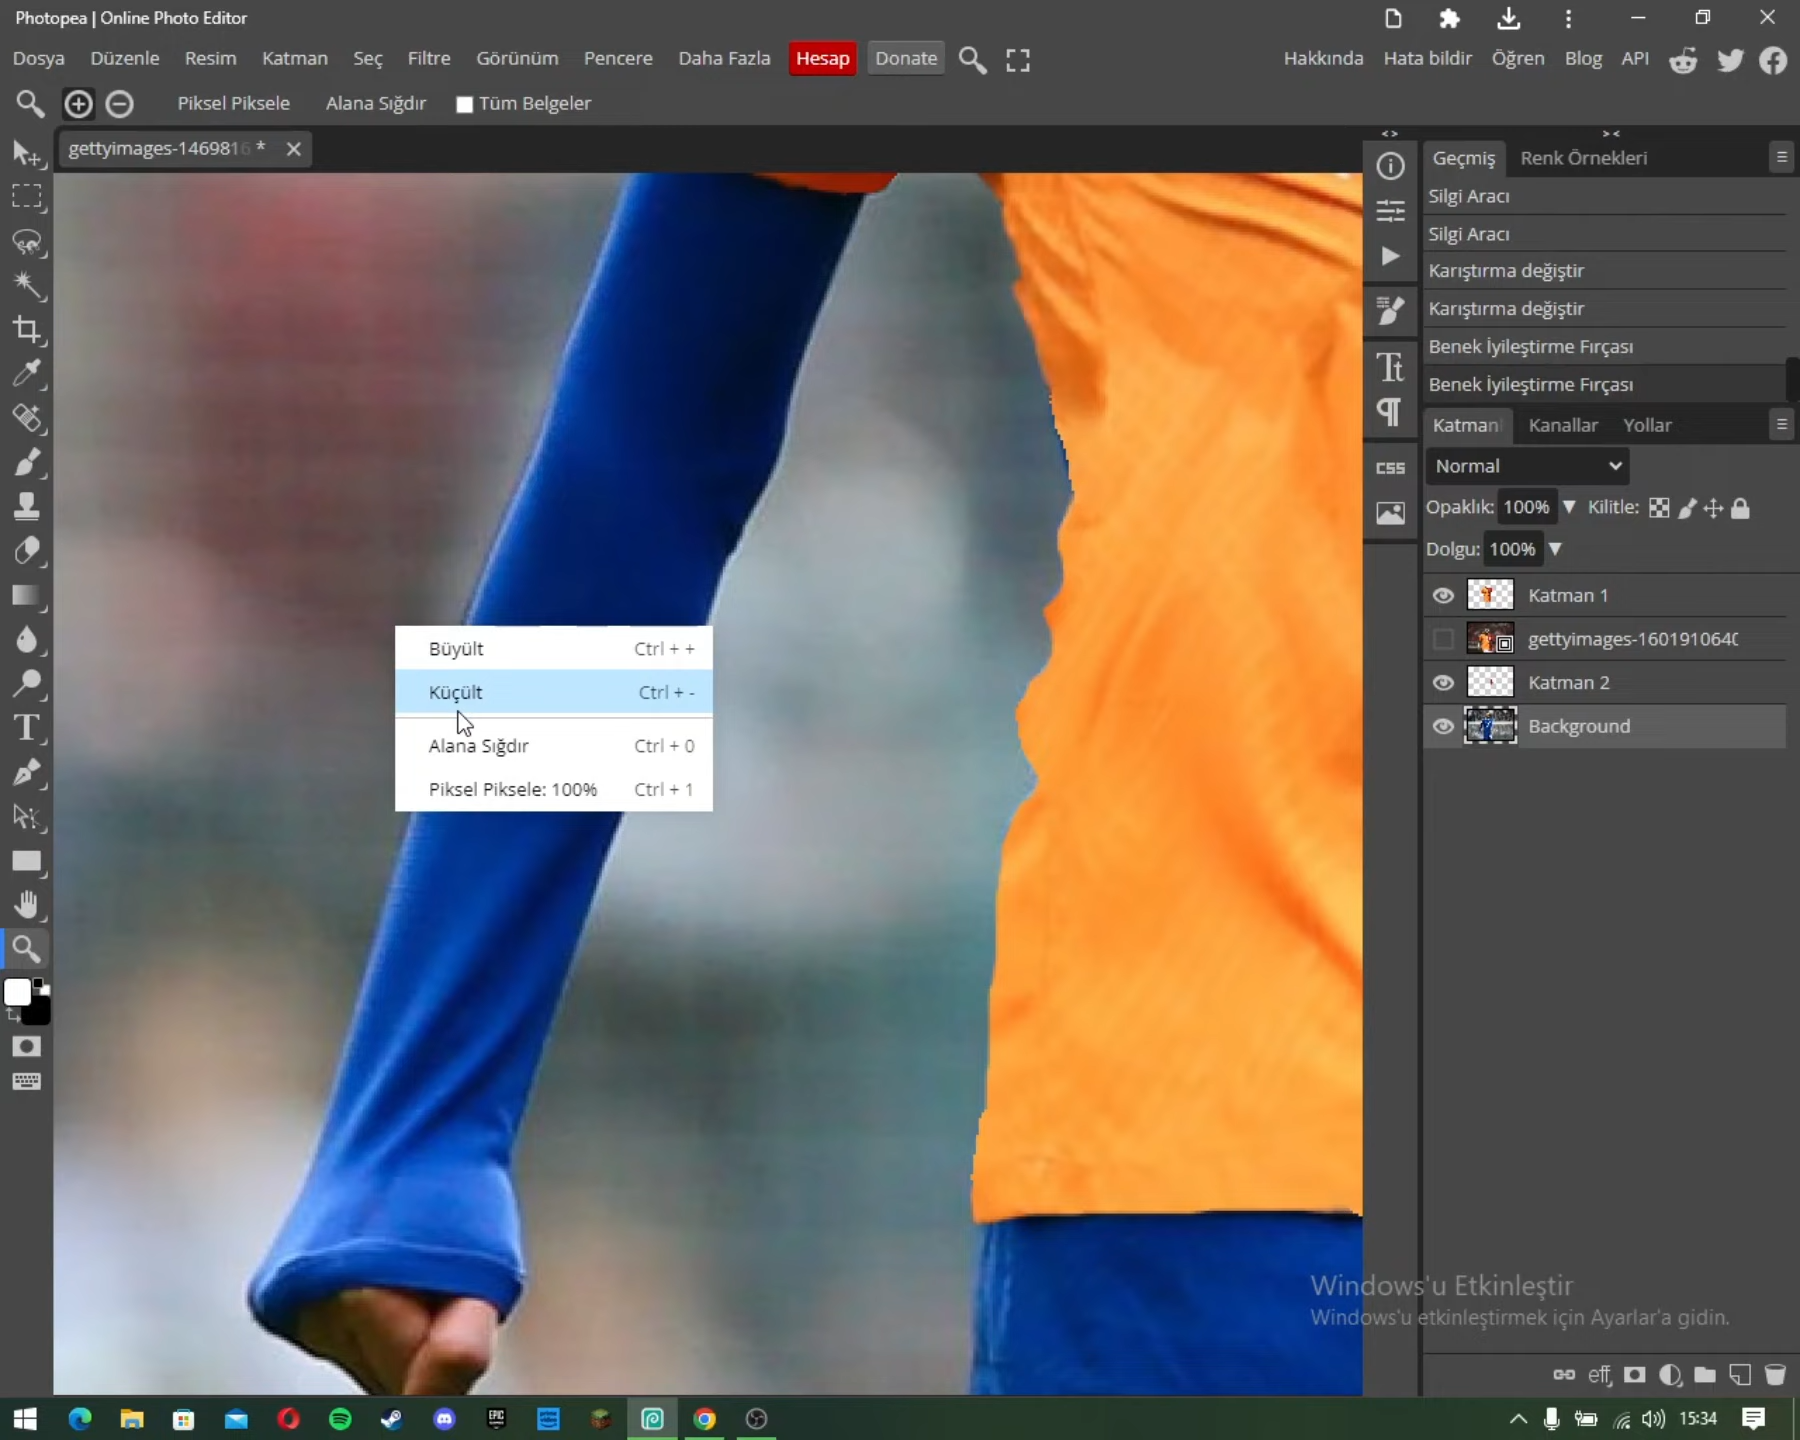 Photopea | Online Photo Editor
Dosya Düzenle Resim Katman Seç Filtre Görünüm Pencere Daha Fazla Hesap Donate Hakkında Hata bildir Öğren Blog API
Piksel Piksele Alana Sığdır Tüm Belgeler
gettyimages-1469816 *
Geçmiş Renk Örnekleri
Silgi Aracı
Silgi Aracı
Karıştırma değiştir
Karıştırma değiştir
Benek İyileştirme Fırçası
Benek İyileştirme Fırçası
CSS
Katman Kanallar Yollar
Normal
Opaklık: 100% Kilitle:
Dolgu: 100%
Katman 1
gettyimages-1601910640
Katman 2
Background
Büyült Ctrl + +
Küçült Ctrl + -
Alana Sığdır Ctrl + 0
Piksel Piksele: 100% Ctrl + 1
Windows'u Etkinleştir
Windows'u etkinleştirmek için Ayarlar'a gidin.
eff
EPIC
15:34